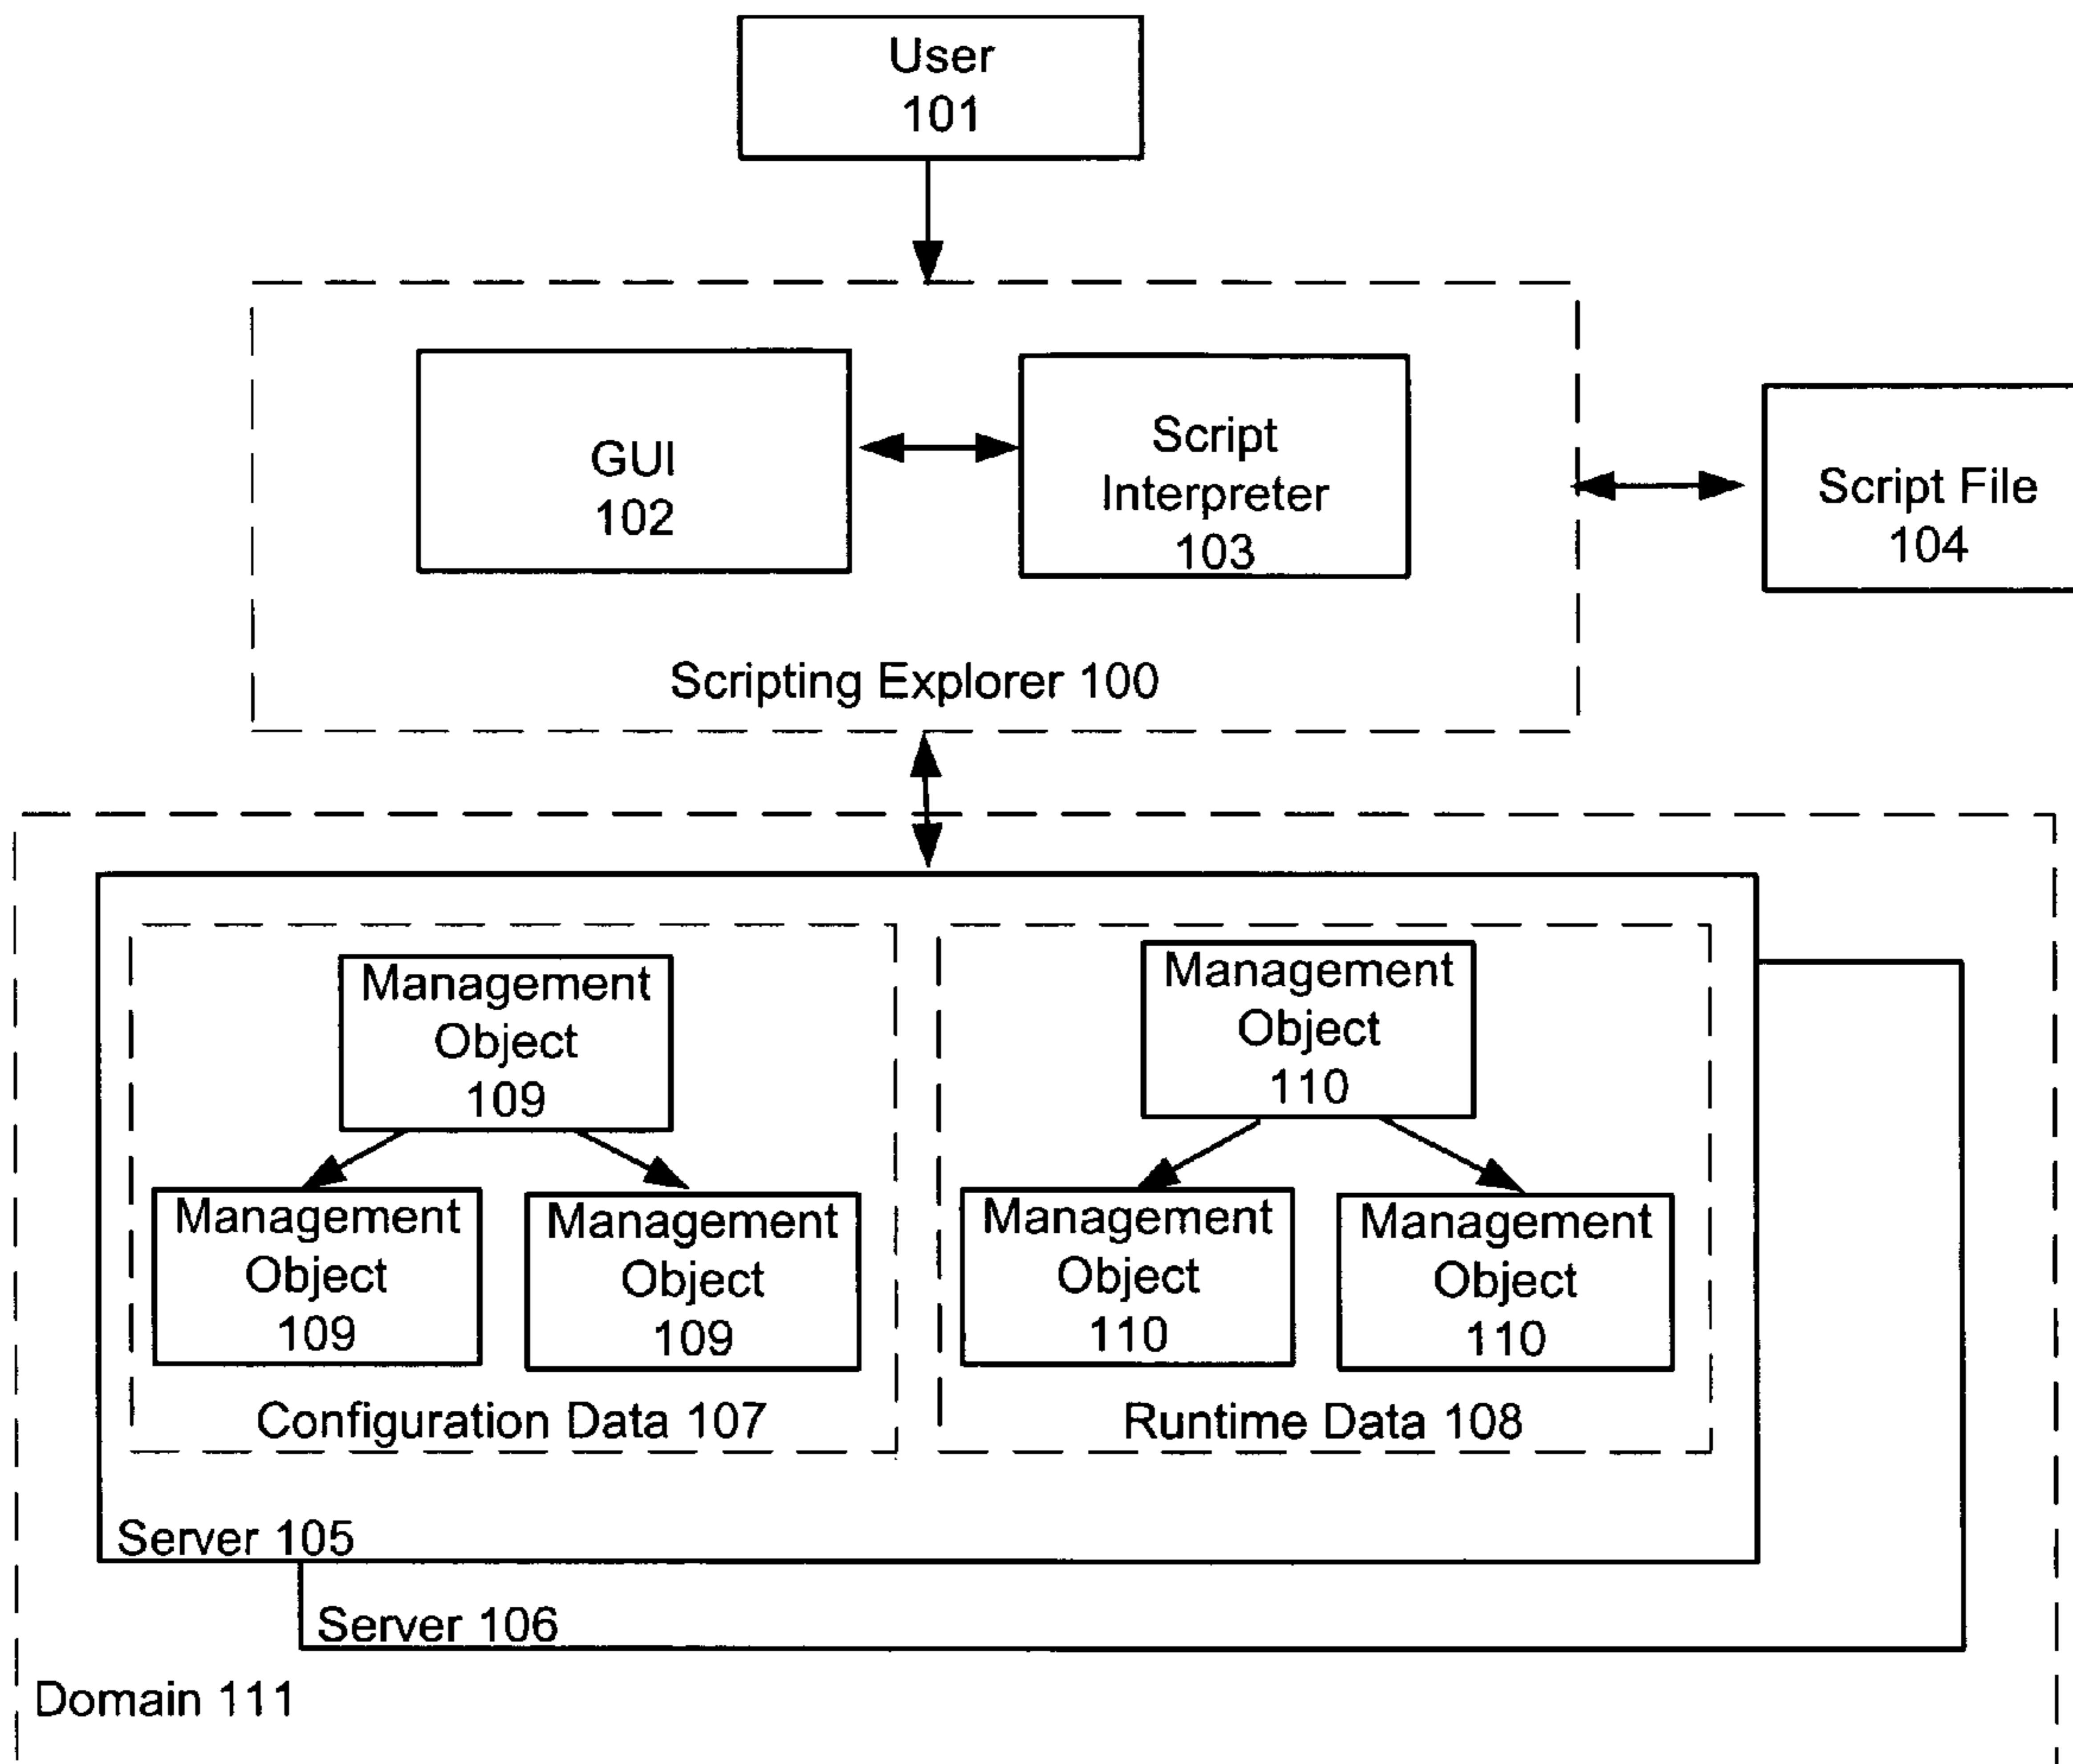 User
101
GUI
102
Script
Interpreter
103
Script File
104
Scripting Explorer 100
Management
Object
109
Management
Object
110
Management
Object
109
Management
Object
109
Management
Object
110
Management
Object
110
Configuration Data 107
Runtime Data 108
Server 105
Server 106
Domain 111